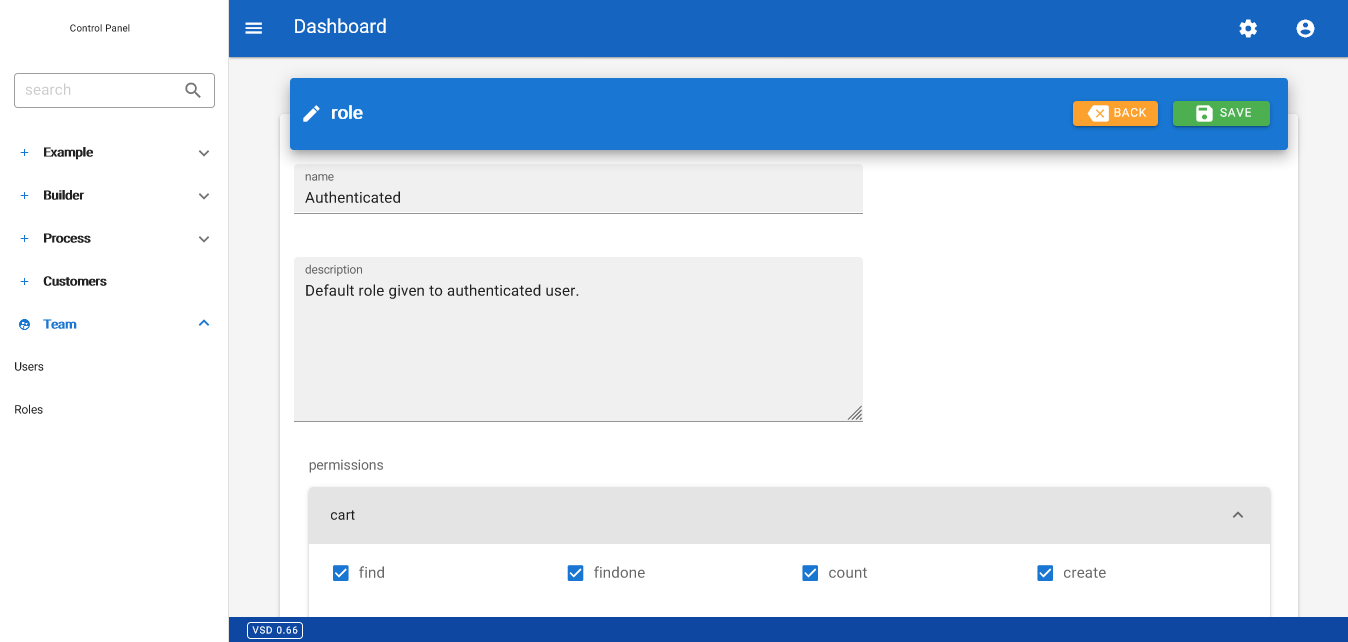 Control Panel
Dashboard
search
role
BACK
SAVE
Example
Builder
Process
Customers
Team
Users
Roles
name
Authenticated
description
Default role given to authenticated user.
permissions
cart
find
findone
count
create
VSD 0.66